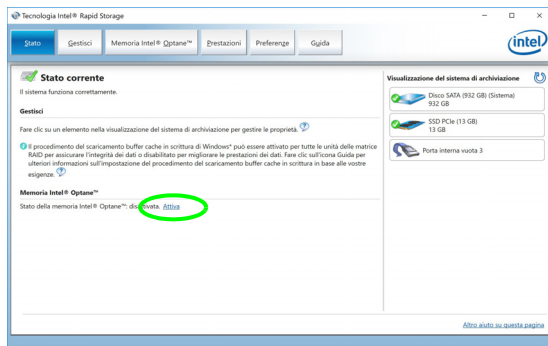 Tecnologia Intel® Rapid Storage
Stato
Gestisci
Memoria Intel® Optane™
Prestazioni
Preferenze
Guida
intel
Stato corrente
Il sistema funziona correttamente.
Gestisci
Fare clic su un elemento nella visualizzazione del sistema di archiviazione per gestire le proprietà.
Il procedimento del scaricamento buffer cache in scrittura di Windows* può essere attivato per tutte le unità delle matrice
RAID per assicurare l'integrità dei dati o disabilitato per migliorare le prestazioni dei dati. Fare clic sull'icona Guida per
ulteriori informazioni sull'impostazione del procedimento del scaricamento buffer cache in scrittura in base alle vostre
esigenze.
Memoria Intel® Optane™
Stato della memoria Intel® Optane™: disattivata. Attiva
Visualizzazione del sistema di archiviazione
Disco SATA (932 GB) (Sistema)
932 GB
SSD PCIe (13 GB)
13 GB
Porta interna vuota 3
Altro aiuto su questa pagina